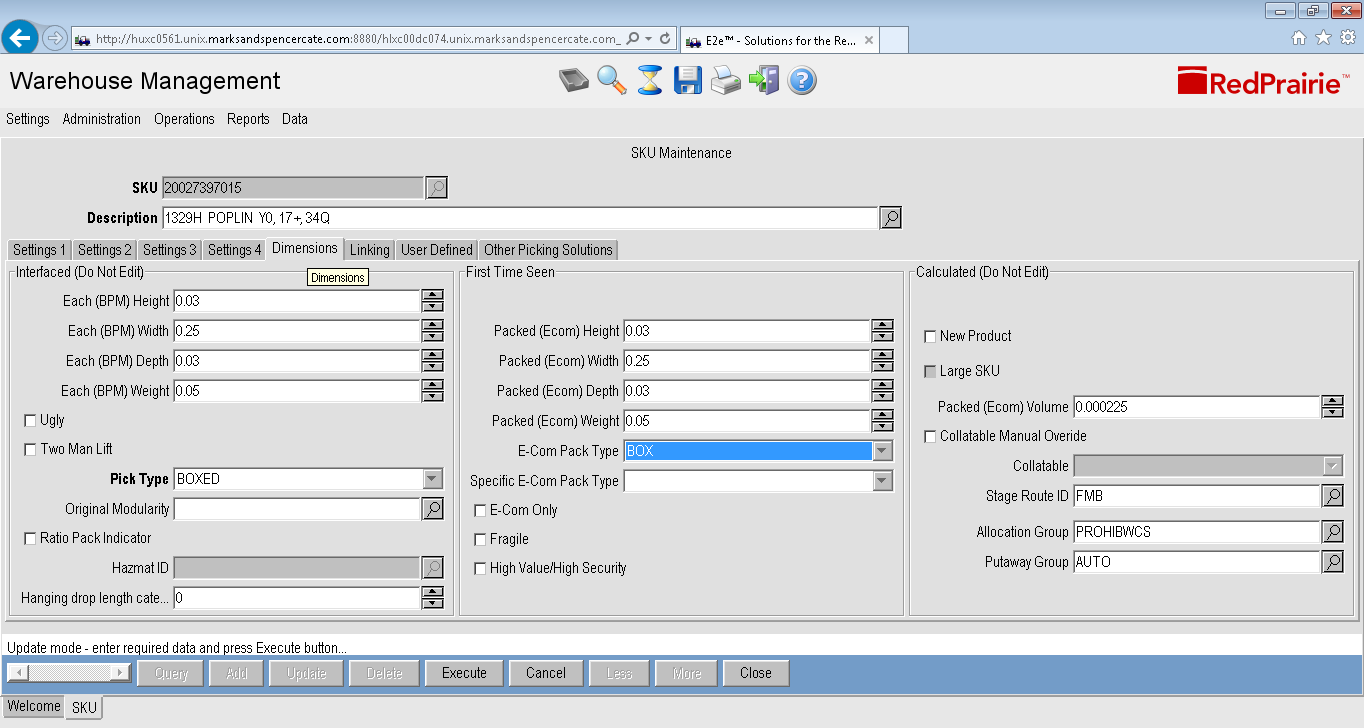 http://huxc0561.unix.marksandspencercate.com:8880/hlxc00dc074.unix.marksandspencercate.com_
E2e™ - Solutions for the Re...
Warehouse Management
RedPrairie™
Settings Administration Operations Reports Data
SKU Maintenance
SKU 20027397015
Description 1329H POPLIN Y0, 17+, 34Q
Settings 1 Settings 2 Settings 3 Settings 4 Dimensions Linking User Defined Other Picking Solutions
Dimensions
Interfaced (Do Not Edit)
Each (BPM) Height 0.03
Each (BPM) Width 0.25
Each (BPM) Depth 0.03
Each (BPM) Weight 0.05
Ugly
Two Man Lift
Pick Type BOXED
Original Modularity
Ratio Pack Indicator
Hazmat ID
Hanging drop length cate... 0
First Time Seen
Packed (Ecom) Height 0.03
Packed (Ecom) Width 0.25
Packed (Ecom) Depth 0.03
Packed (Ecom) Weight 0.05
E-Com Pack Type BOX
Specific E-Com Pack Type
E-Com Only
Fragile
High Value/High Security
Calculated (Do Not Edit)
New Product
Large SKU
Packed (Ecom) Volume 0.000225
Collatable Manual Overide
Collatable
Stage Route ID FMB
Allocation Group PROHIBWCS
Putaway Group AUTO
Update mode - enter required data and press Execute button...
Query Add Update Delete Execute Cancel Less More Close
Welcome SKU